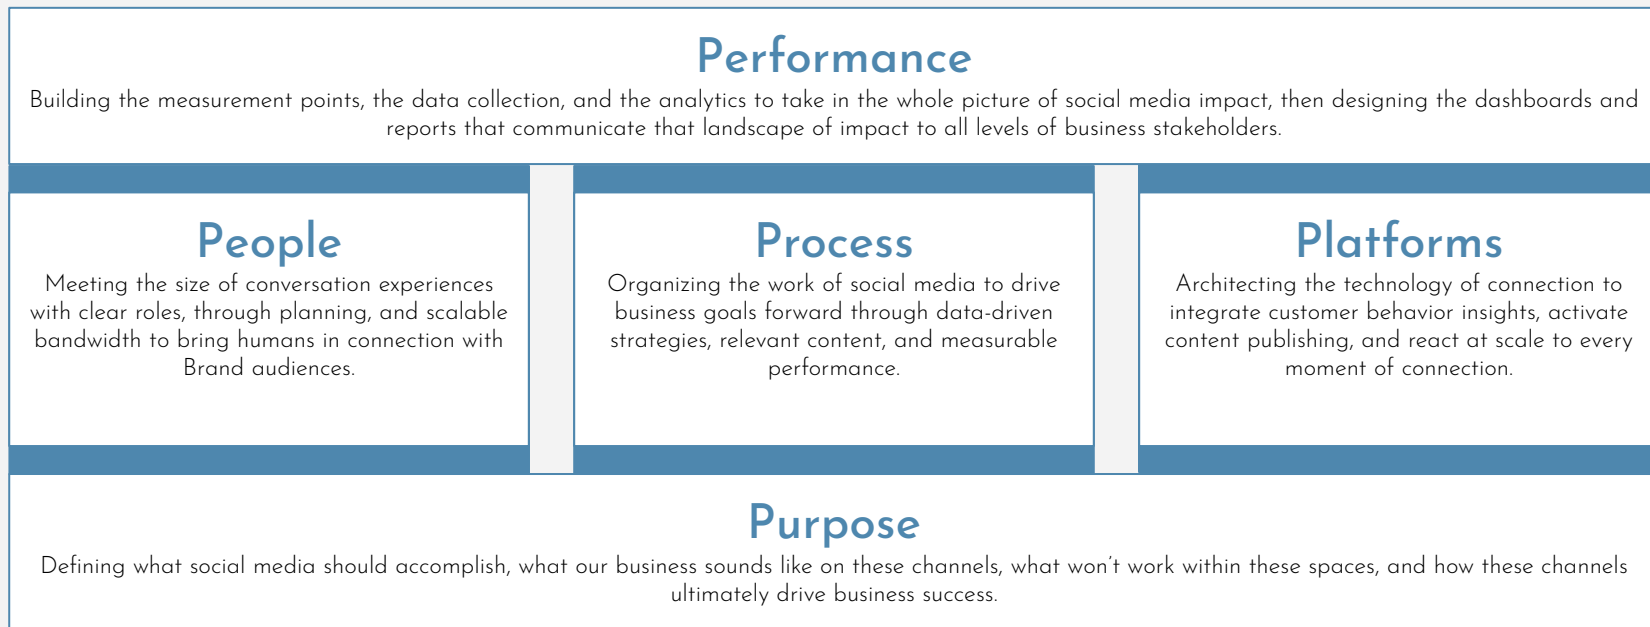 Performance
Building the measurement points, the data collection, and the analytics to take in the whole picture of social media impact, then designing the dashboards and
reports that communicate that landscape of impact to all levels of business stakeholders.
People
Meeting the size of conversation experiences
with clear roles, through planning, and scalable
bandwidth to bring humans in connection with
Brand audiences.
Process
Organizing the work of social media to drive
business goals forward through data-driven
strategies, relevant content, and measurable
performance.
Platforms
Architecting the technology of connection to
integrate customer behavior insights, activate
content publishing, and react at scale to every
moment of connection.
Purpose
Defining what social media should accomplish, what our business sounds like on these channels, what won't work within these spaces, and how these channels
ultimately drive business success.